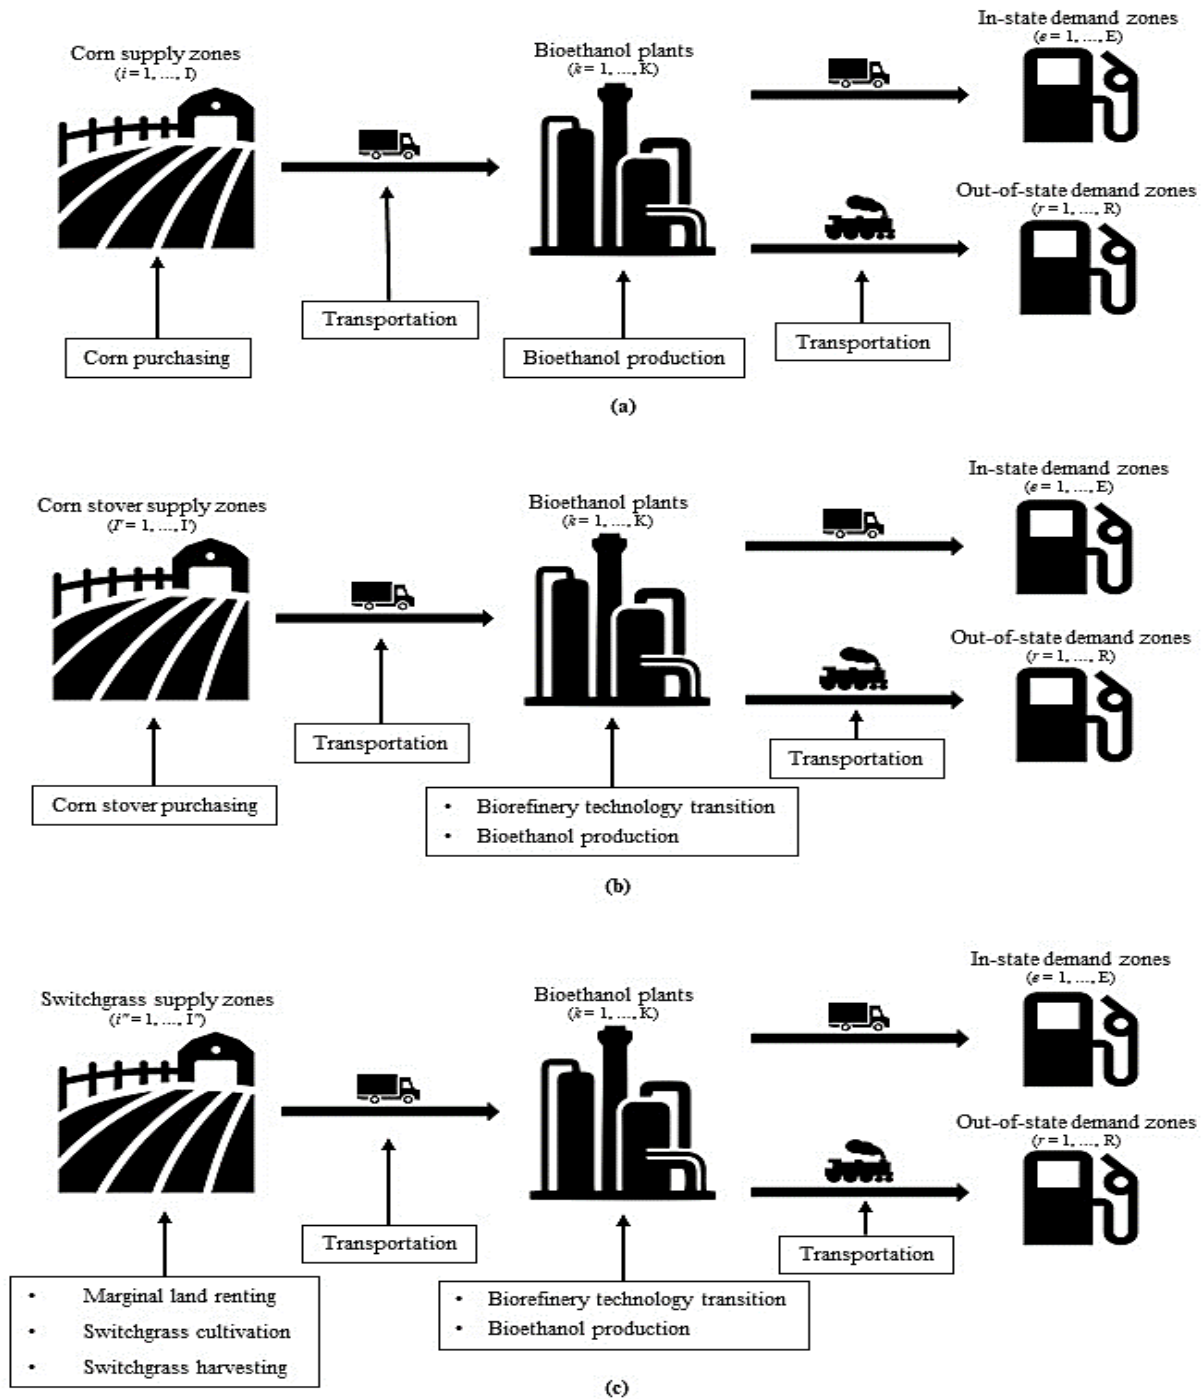 In-state demand zones
(e = 1, ..., E)
Corn supply zones
(i = 1, ..., I)
Bioethanol plants
(k = 1, ..., K)
Out-of-state demand zones
(r = 1, ..., R)
Transportation
Transportation
Corn purchasing
Bioethanol production
(a)
In-state demand zones
(e = 1, ..., E)
Corn stover supply zones
(I' = 1, ..., I')
Bioethanol plants
(k = 1, ..., K)
Out-of-state demand zones
(r = 1, ..., R)
Transportation
Transportation
Corn stover purchasing
• Biorefinery technology transition
• Bioethanol production
(b)
In-state demand zones
(e = 1, ..., E)
Switchgrass supply zones
(i" = 1, ..., I")
Bioethanol plants
(k = 1, ..., K)
Out-of-state demand zones
(r = 1, ..., R)
Transportation
Transportation
• Marginal land renting
• Switchgrass cultivation
• Switchgrass harvesting
• Biorefinery technology transition
• Bioethanol production
(c)